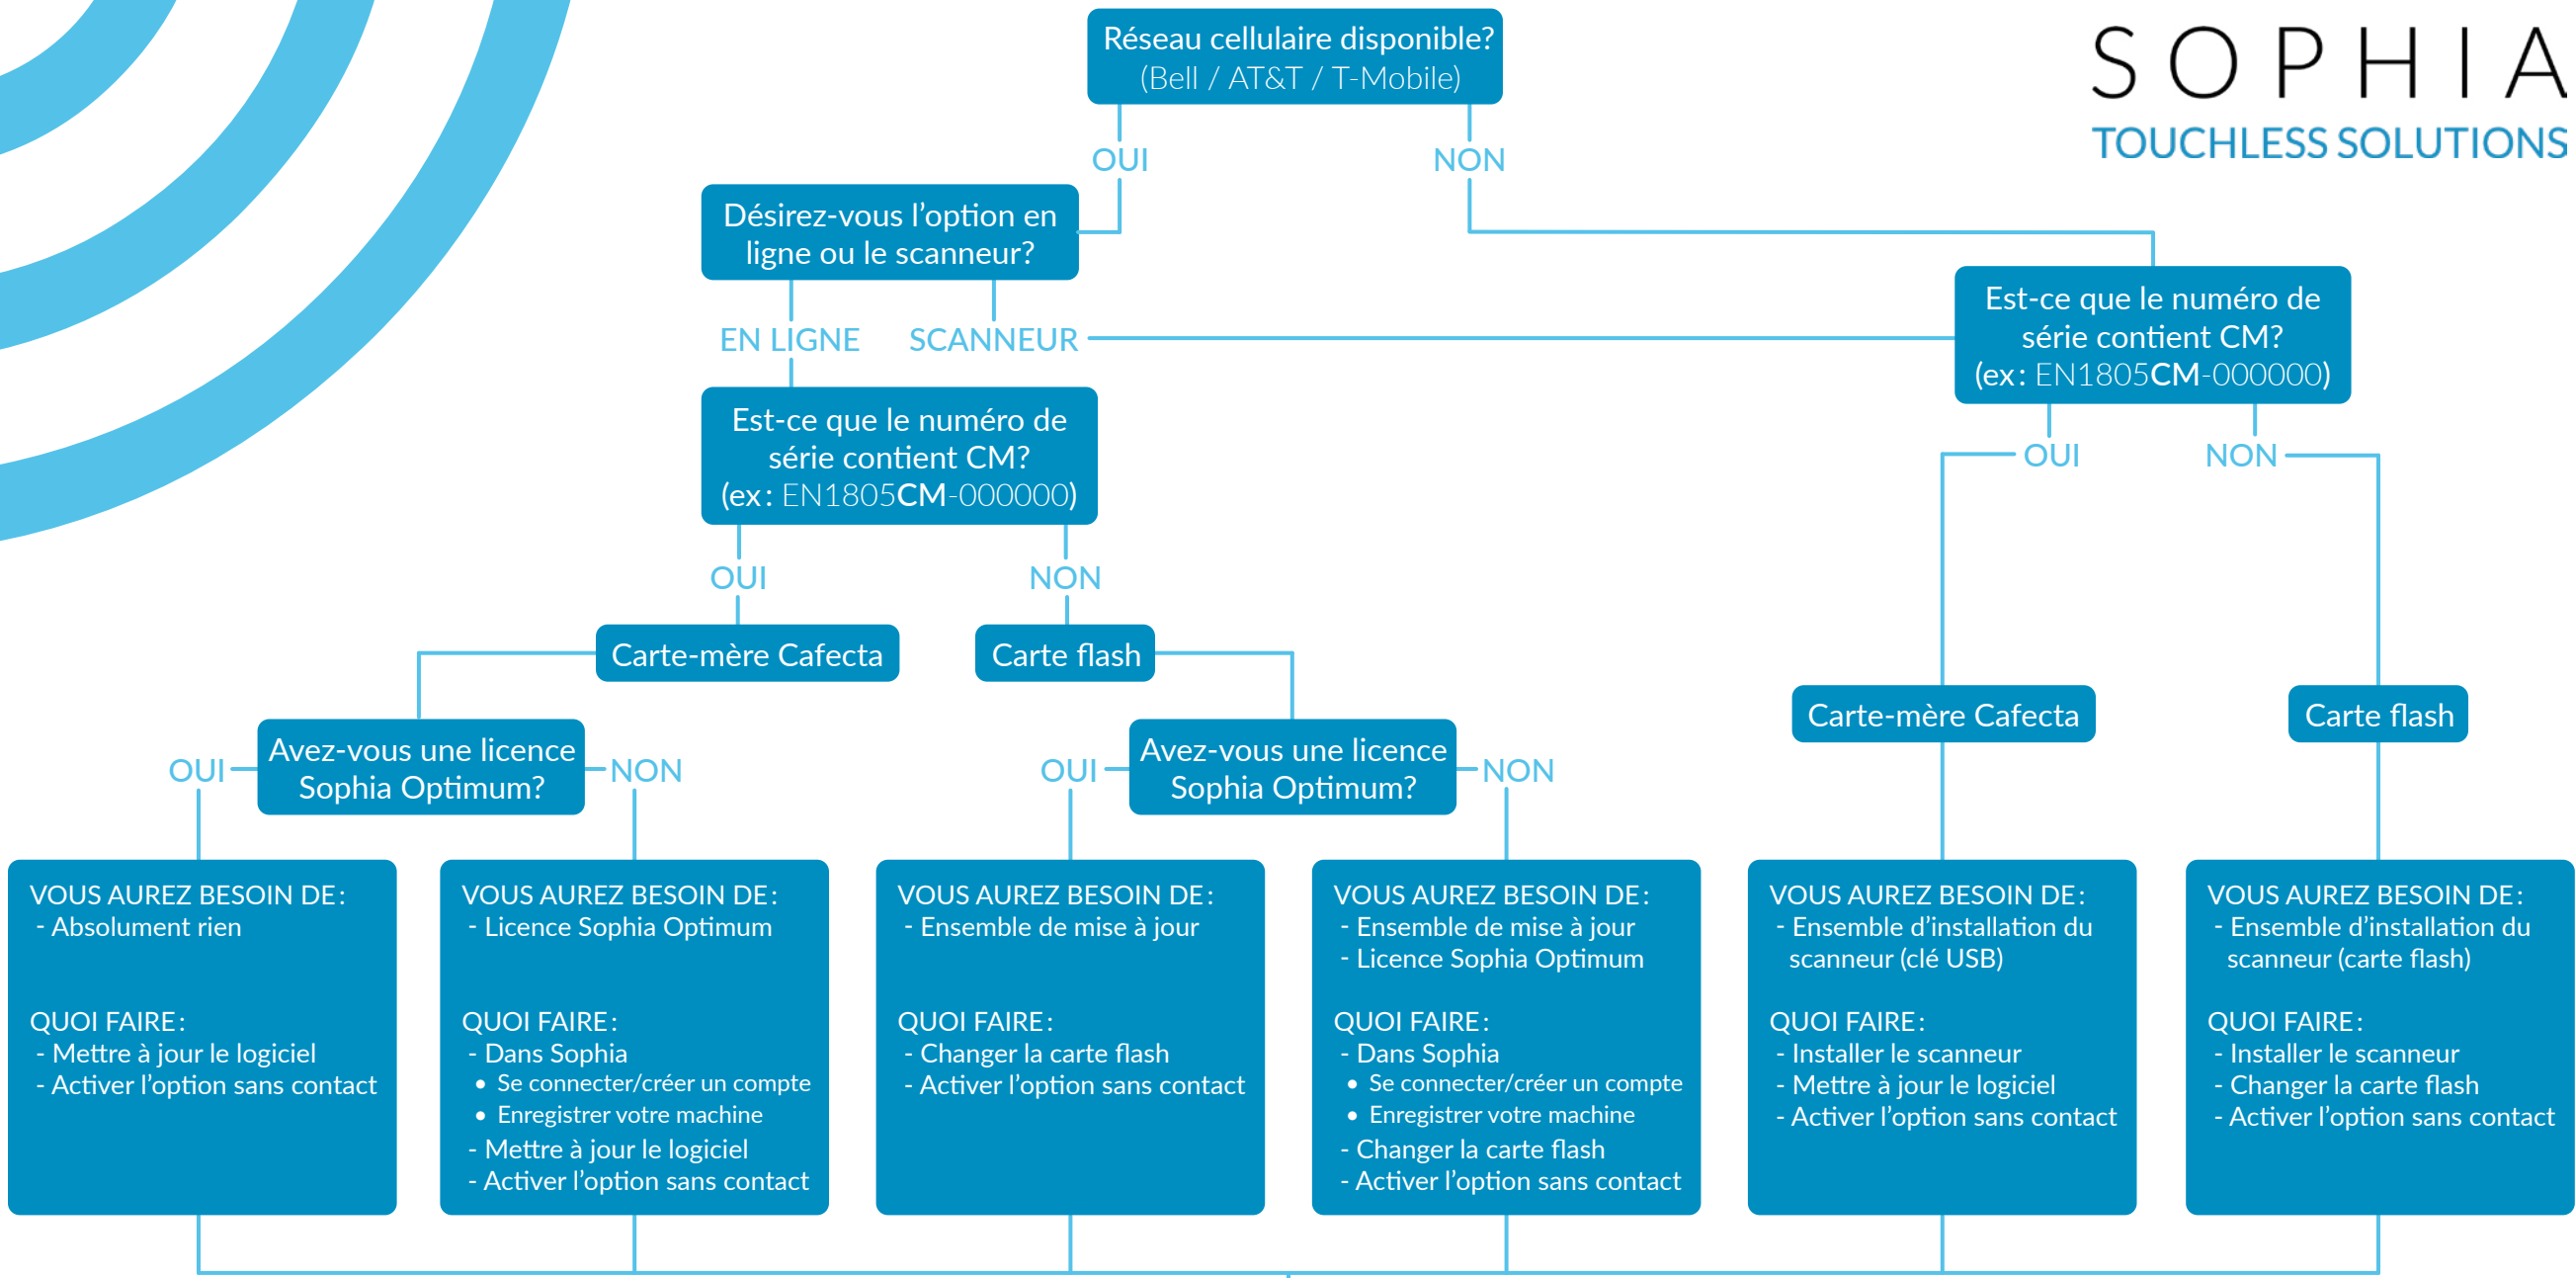 Réseau cellulaire disponible?
(Bell / AT&T / T-Mobile)
SOPHIA
TOUCHLESS SOLUTIONS
OUI
NON
Désirez-vous l'option en
ligne ou le scanneur?
EN LIGNE
SCANNEUR
Est-ce que le numéro de
série contient CM?
(ex : EN1805CM-000000)
OUI
NON
Est-ce que le numéro de
série contient CM?
(ex : EN1805CM-000000)
OUI
NON
Carte-mère Cafecta
Carte flash
Carte-mère Cafecta
Carte flash
OUI
Avez-vous une licence
Sophia Optimum?
NON
OUI
Avez-vous une licence
Sophia Optimum?
NON
VOUS AUREZ BESOIN DE :
- Absolument rien
QUOI FAIRE :
- Mettre à jour le logiciel
- Activer l'option sans contact
VOUS AUREZ BESOIN DE :
- Licence Sophia Optimum
QUOI FAIRE :
- Dans Sophia
• Se connecter/créer un compte
• Enregistrer votre machine
- Mettre à jour le logiciel
- Activer l'option sans contact
VOUS AUREZ BESOIN DE :
- Ensemble de mise à jour
QUOI FAIRE :
- Changer la carte flash
- Activer l'option sans contact
VOUS AUREZ BESOIN DE :
- Ensemble de mise à jour
- Licence Sophia Optimum
QUOI FAIRE :
- Dans Sophia
• Se connecter/créer un compte
• Enregistrer votre machine
- Changer la carte flash
- Activer l'option sans contact
VOUS AUREZ BESOIN DE :
- Ensemble d'installation du
scanneur (clé USB)
QUOI FAIRE :
- Installer le scanneur
- Mettre à jour le logiciel
- Activer l'option sans contact
VOUS AUREZ BESOIN DE :
- Ensemble d'installation du
scanneur (carte flash)
QUOI FAIRE :
- Installer le scanneur
- Changer la carte flash
- Activer l'option sans contact